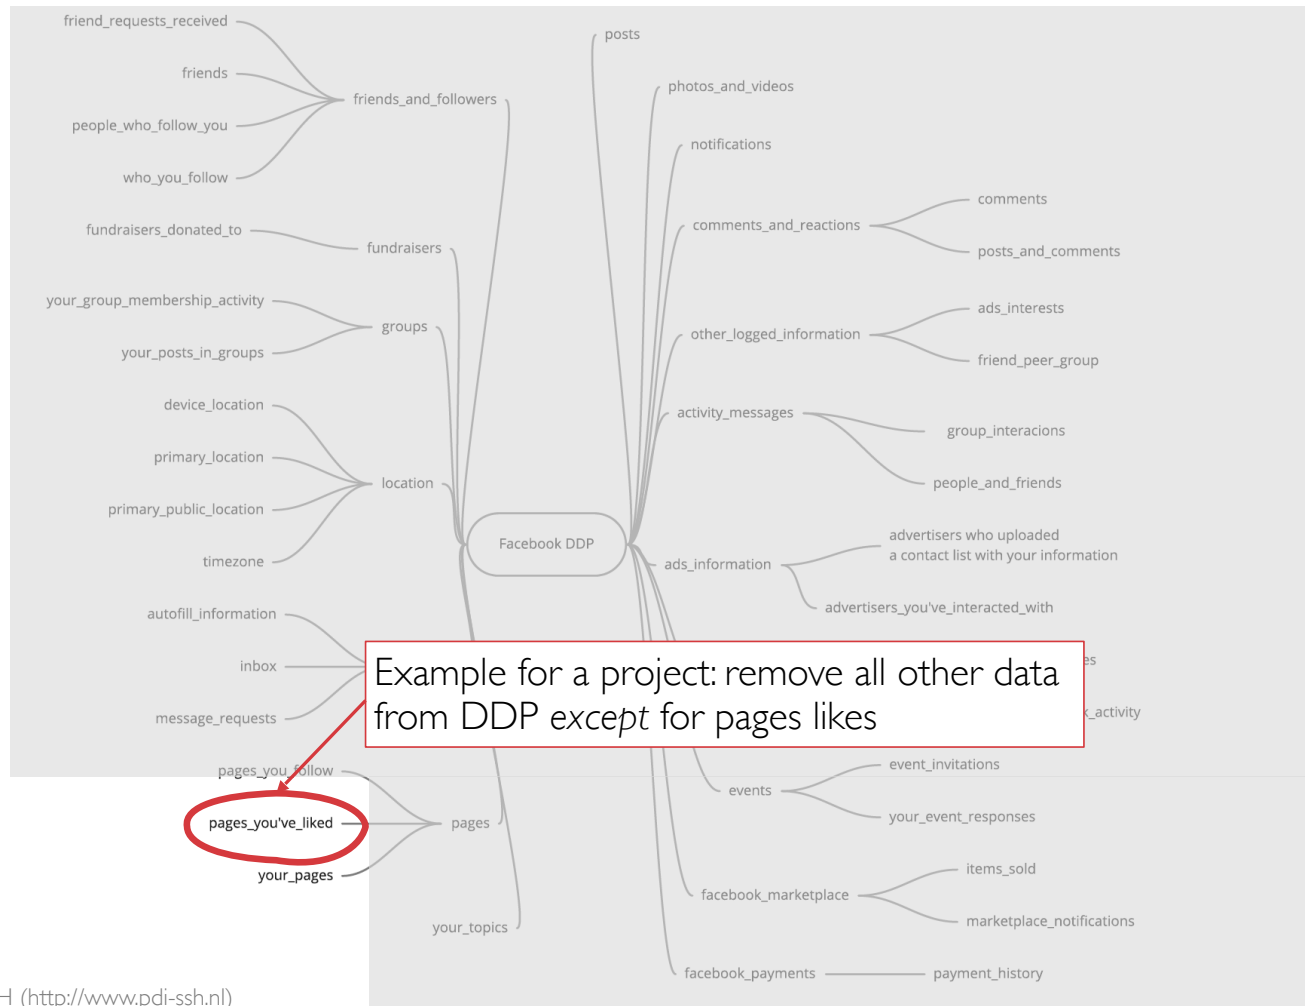 friend_requests_received
friends
people_who_follow_you
who_you_follow
friends_and_followers
fundraisers_donated_to
fundraisers
your_group_membership_activity
your_posts_in_groups
groups
device_location
primary_location
primary_public_location
timezone
location
autofill_information
inbox
message_requests
pages_you_follow
pages_you've_liked
your_pages
pages
your_topics
Facebook DDP
posts
photos_and_videos
notifications
comments_and_reactions
comments
posts_and_comments
other_logged_information
ads_interests
friend_peer_group
activity_messages
group_interacions
people_and_friends
ads_information
advertisers who uploaded
a contact list with your information
advertisers_you've_interacted_with
Example for a project: remove all other data
from DDP except for pages likes
es
_activity
events
event_invitations
your_event_responses
facebook_marketplace
items_sold
marketplace_notifications
facebook_payments
payment_history
H (http://www.pdi-ssh.nl)